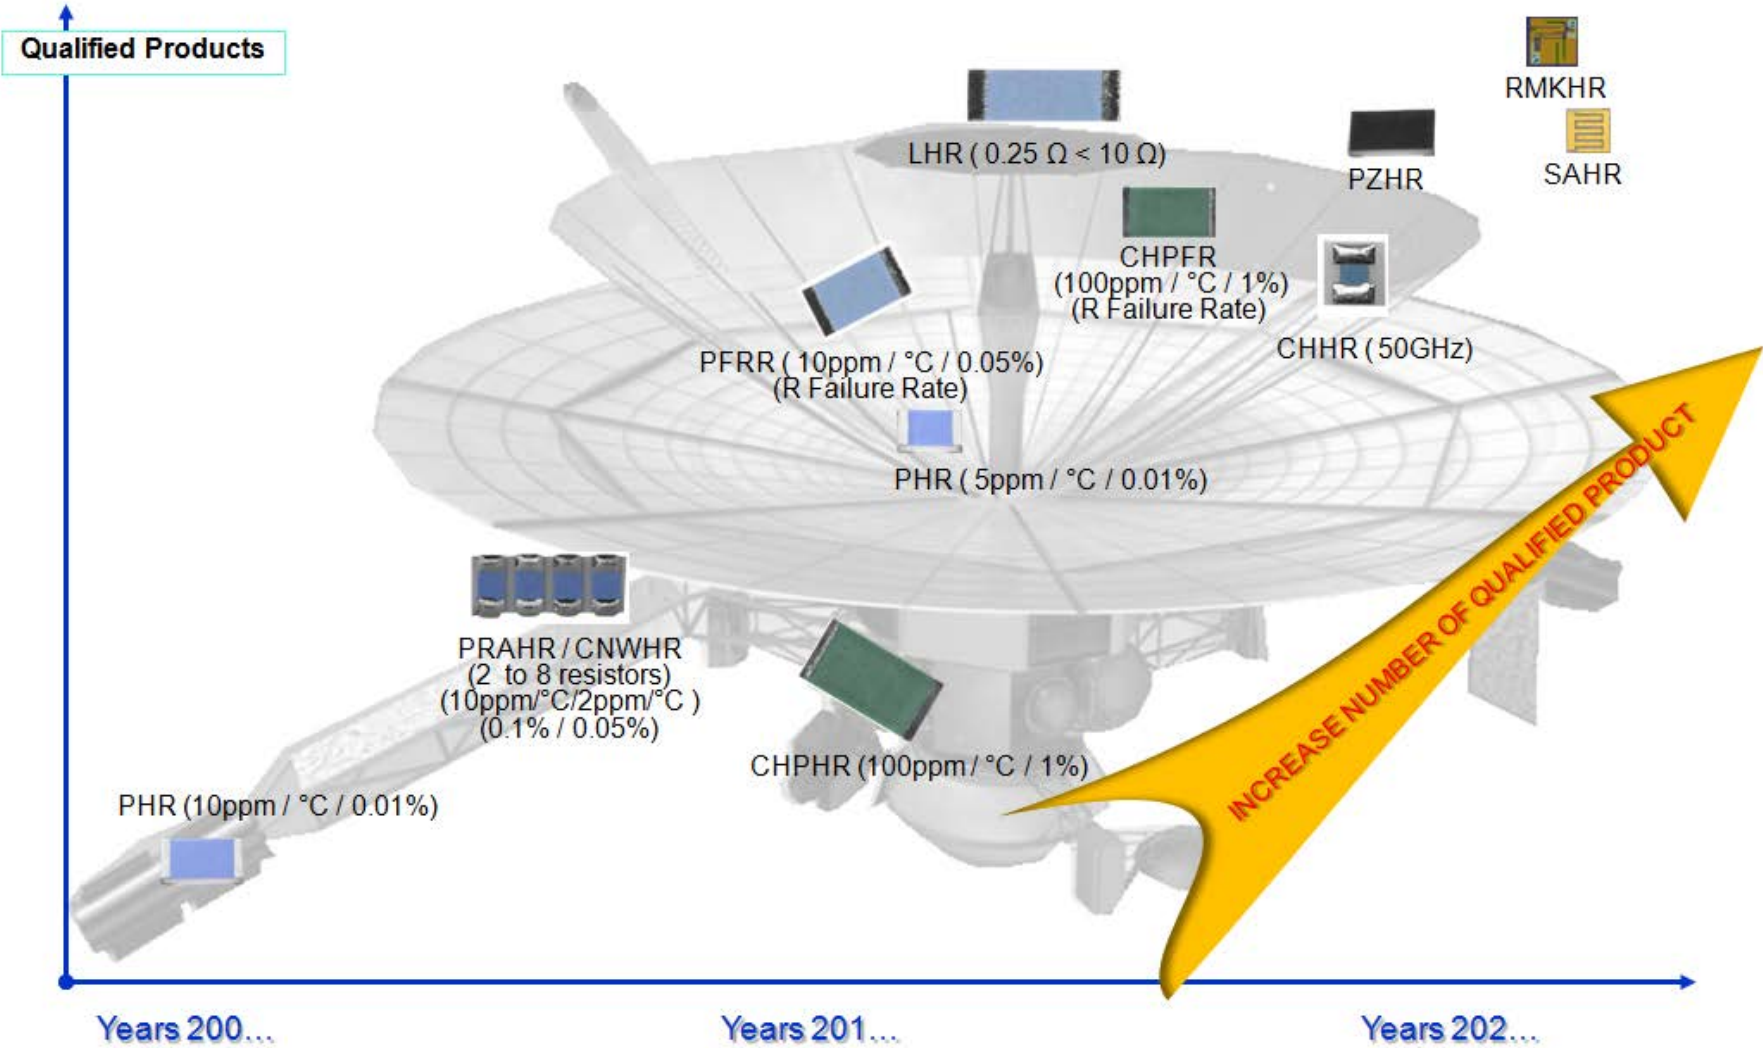 Qualified Products
RMKHR
LHR ( 0.25 Ω < 10 Ω)
PZHR
SAHR
CHPFR
(100ppm / °C / 1%)
(R Failure Rate)
CHHR ( 50GHz)
PFRR ( 10ppm / °C / 0.05%)
(R Failure Rate)
PHR ( 5ppm / °C / 0.01%)
INCREASE NUMBER OF QUALIFIED PRODUCT
PRAHR / CNWHR
(2 to 8 resistors)
(10ppm/°C/2ppm/°C )
(0.1% / 0.05%)
CHPHR (100ppm / °C / 1%)
PHR (10ppm / °C / 0.01%)
Years 200...
Years 201...
Years 202...